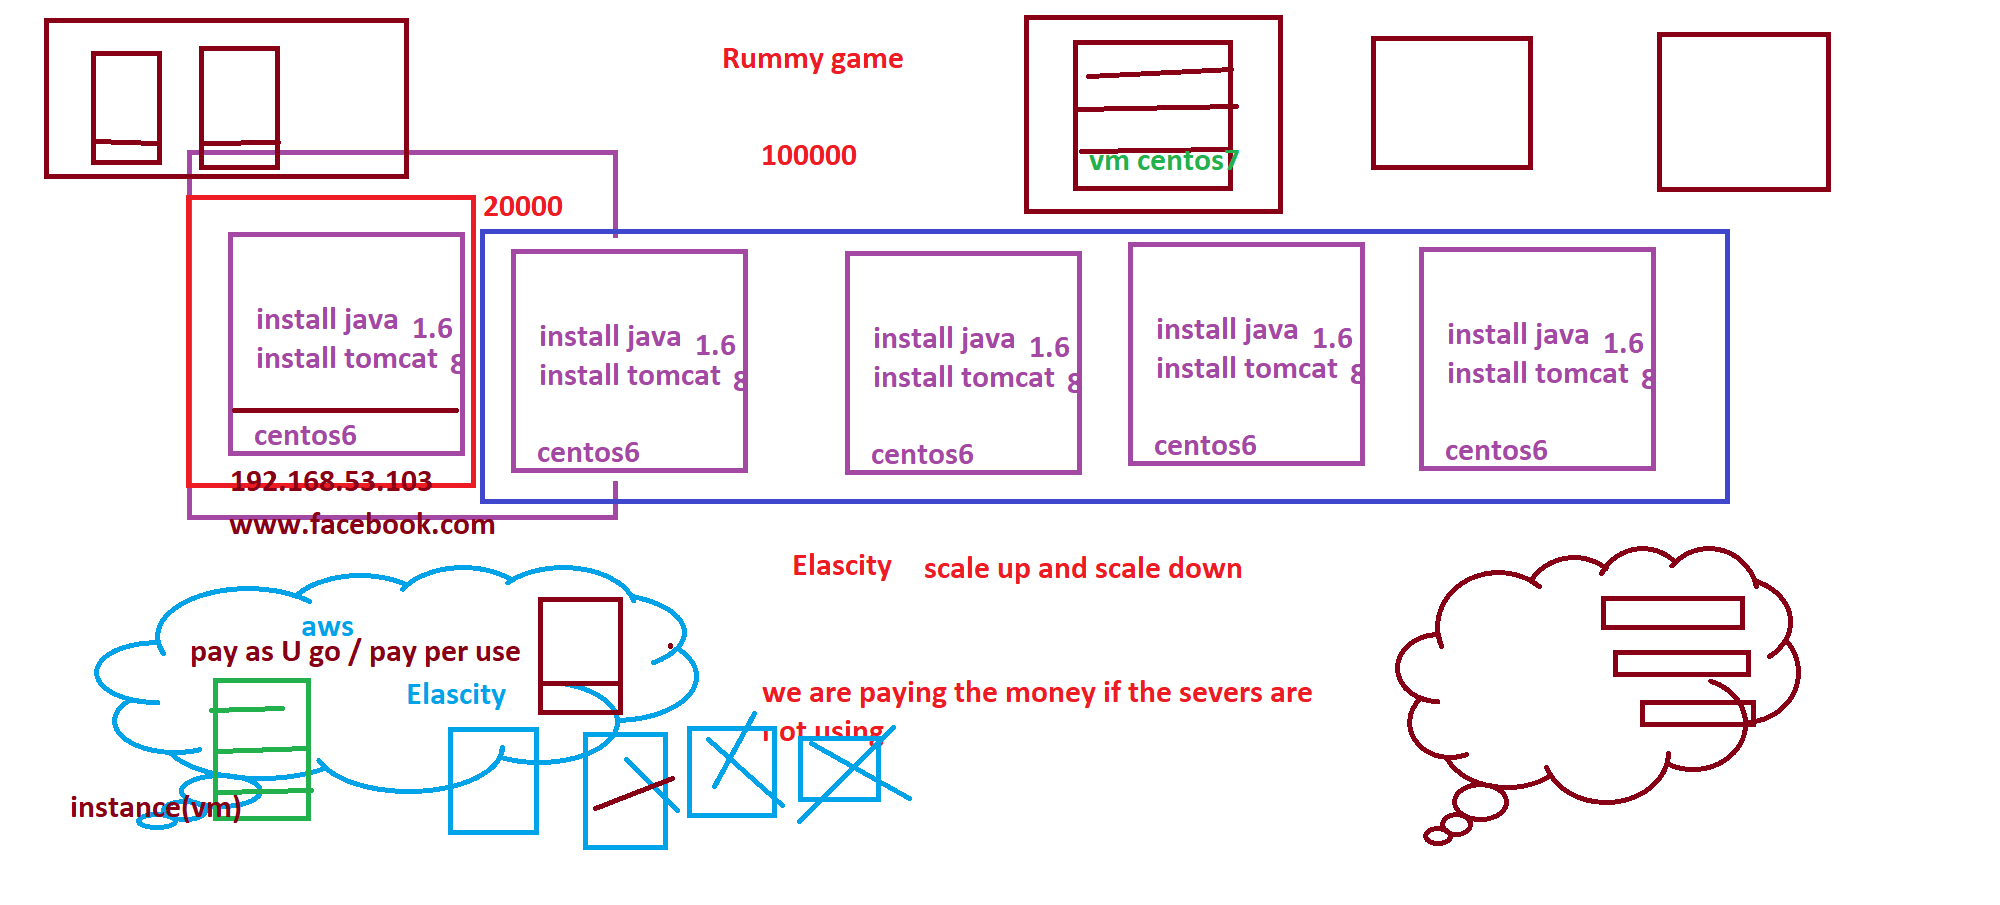 Rummy game
100000
vm centos7
20000
install java 1.6
install tomcat 8
centos6
192.168.53.103
www.facebook.com
install java 1.6
install tomcat 8
centos6
install java 1.6
install tomcat 8
centos6
install java 1.6
install tomcat 8
centos6
install java 1.6
install tomcat 8
centos6
Elascity scale up and scale down
aws
pay as U go / pay per use
Elascity
instance(vm)
we are paying the money if the severs are
not using